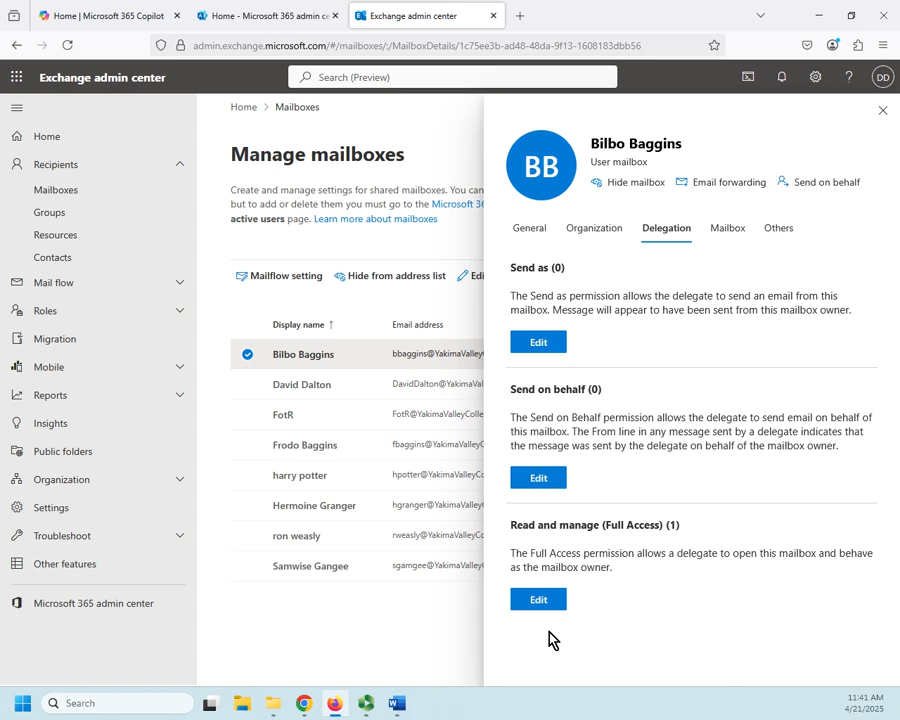 Home | Microsoft 365 Copilot
Home - Microsoft 365 admin ce
Exchange admin center
admin.exchange.microsoft.com/#/mailboxes/:/MailboxDetails/1c75ee3b-ad48-48da-9f13-1608183dbb56
Exchange admin center
Search (Preview)
DD
Home
Recipients
Mailboxes
Groups
Resources
Contacts
Mail flow
Roles
Migration
Mobile
Reports
Insights
Public folders
Organization
Settings
Troubleshoot
Other features
Microsoft 365 admin center
Home > Mailboxes
Manage mailboxes
Create and manage settings for shared mailboxes. You can
but to add or delete them you must go to the Microsoft 36
active users page. Learn more about mailboxes
Mailflow setting
Hide from address list
Edi
Display name ↑
Email address
Bilbo Baggins
bbaggins@YakimaValleyC
David Dalton
DavidDalton@YakimaValle
FotR
FotR@YakimaValleyColle
Frodo Baggins
fbaggins@YakimaValleyCo
harry potter
hpotter@YakimaValleyCo
Hermoine Granger
hgranger@YakimaValleyC
ron weasly
rweasly@YakimaValleyCo
Samwise Gangee
sgamgee@YakimaValleyC
BB
Bilbo Baggins
User mailbox
Hide mailbox
Email forwarding
Send on behalf
General
Organization
Delegation
Mailbox
Others
Send as (0)
The Send as permission allows the delegate to send an email from this
mailbox. Message will appear to have been sent from this mailbox owner.
Edit
Send on behalf (0)
The Send on Behalf permission allows the delegate to send email on behalf of
this mailbox. The From line in any message sent by a delegate indicates that
the message was sent by the delegate on behalf of the mailbox owner.
Edit
Read and manage (Full Access) (1)
The Full Access permission allows a delegate to open this mailbox and behave
as the mailbox owner.
Edit
Search
11:41 AM
4/21/2025